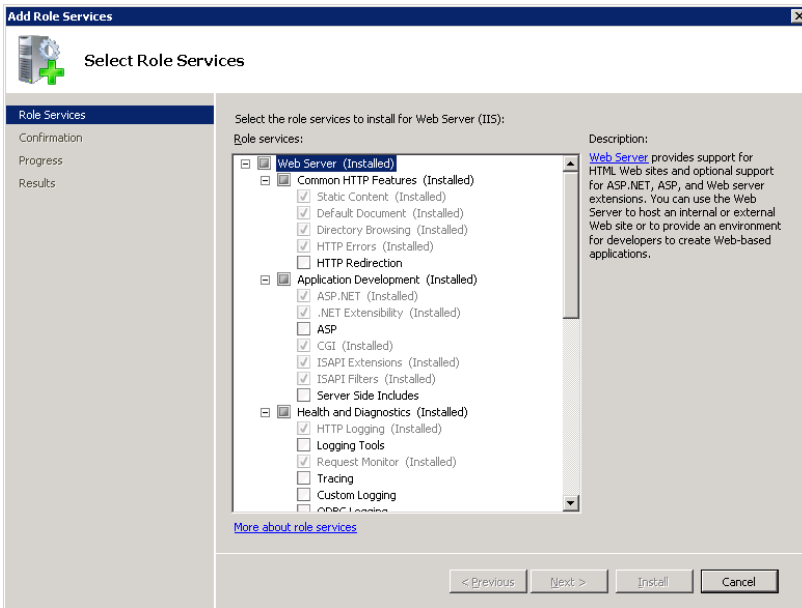 Add Role Services
Select Role Services
Role Services
Confirmation
Progress
Results
Select the role services to install for Web Server (IIS):
Role services:
Web Server (Installed)
Common HTTP Features (Installed)
Static Content (Installed)
Default Document (Installed)
Directory Browsing (Installed)
HTTP Errors (Installed)
HTTP Redirection
Application Development (Installed)
ASP.NET (Installed)
.NET Extensibility (Installed)
ASP
CGI (Installed)
ISAPI Extensions (Installed)
ISAPI Filters (Installed)
Server Side Includes
Health and Diagnostics (Installed)
HTTP Logging (Installed)
Logging Tools
Request Monitor (Installed)
Tracing
Custom Logging
ODBC Logging
More about role services
Description:
Web Server provides support for
HTML Web sites and optional support
for ASP.NET, ASP, and Web server
extensions. You can use the Web
Server to host an internal or external
Web site or to provide an environment
for developers to create Web-based
applications.
< Previous
Next >
Install
Cancel